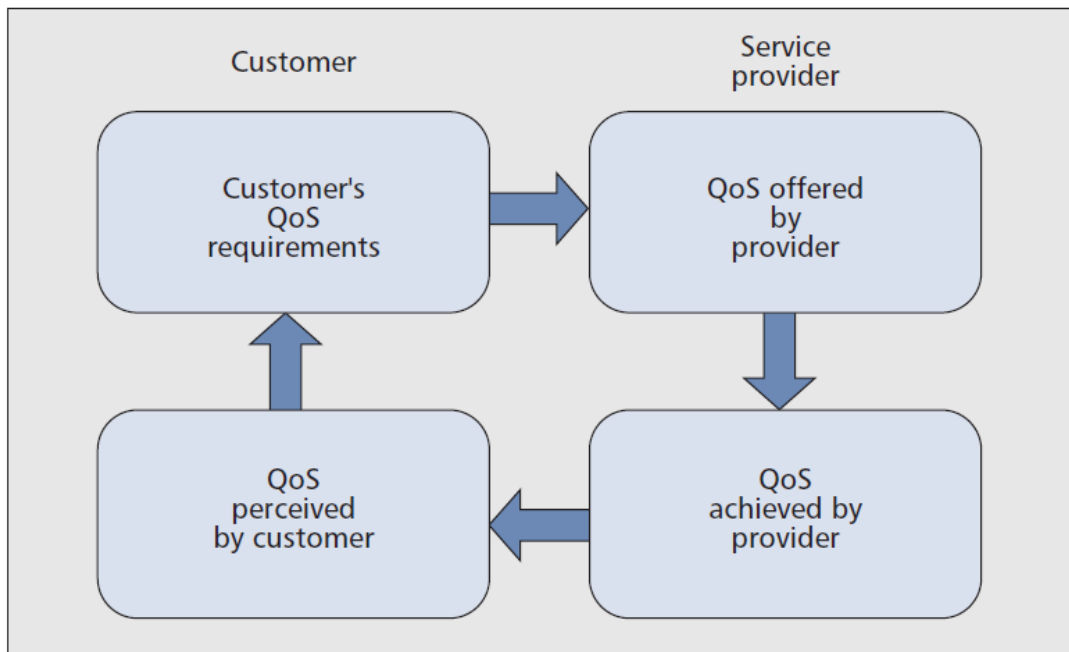 Customer
Service
provider
Customer's
QoS
requirements
QoS offered
by
provider
QoS
perceived
by customer
QoS
achieved by
provider